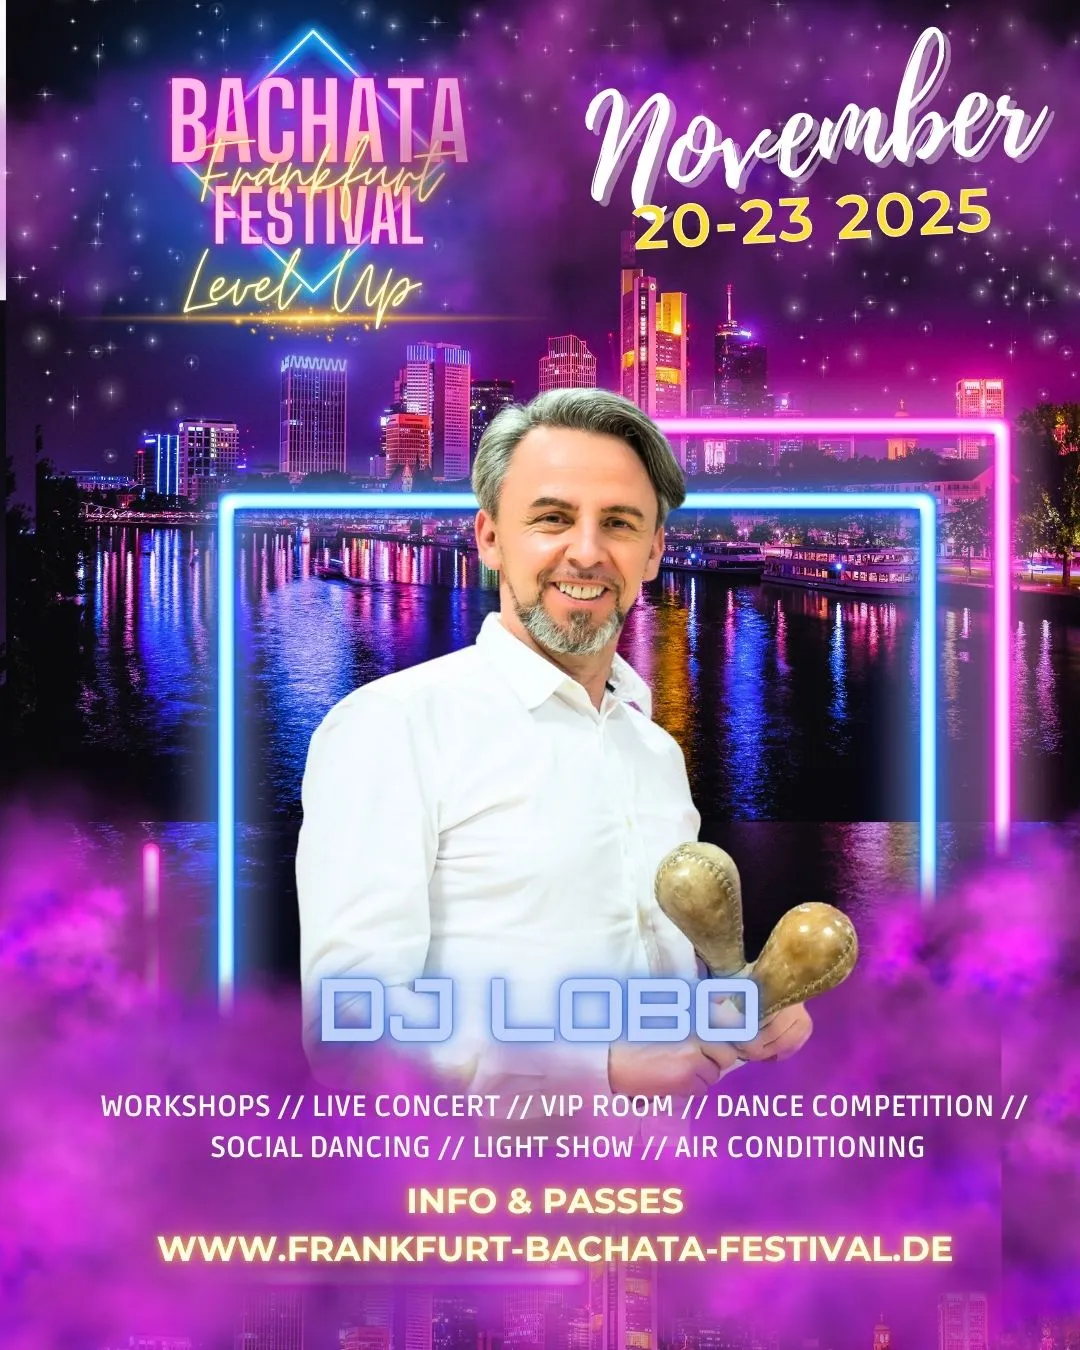 BACHATA
Frankfurt
FESTIVAL
Level Up
November
20-23 2025
DJ LOBO
WORKSHOPS // LIVE CONCERT // VIP ROOM // DANCE COMPETITION //
SOCIAL DANCING // LIGHT SHOW // AIR CONDITIONING
INFO & PASSES
WWW.FRANKFURT-BACHATA-FESTIVAL.DE